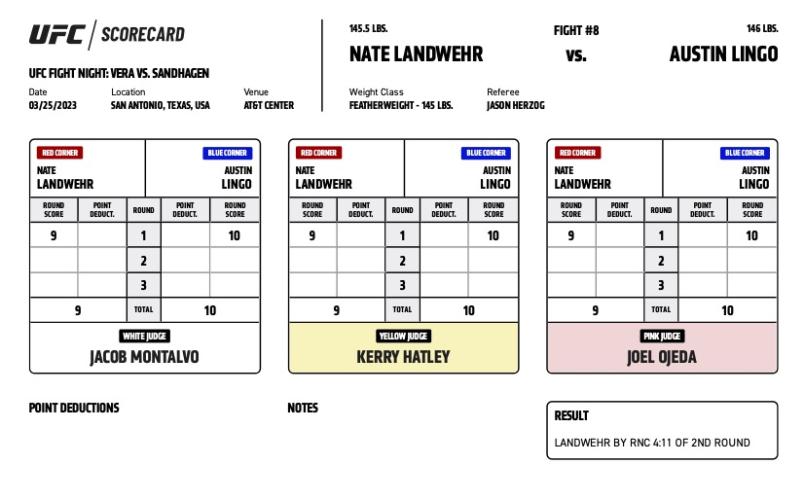 UFC / SCORECARD
UFC FIGHT NIGHT: VERA VS. SANDHAGEN
Date Location Venue
03/25/2023 SAN ANTONIO, TEXAS, USA AT&T CENTER
145.5 LBS. FIGHT #8 146 LBS.
NATE LANDWEHR VS. AUSTIN LINGO
Weight Class Referee
FEATHERWEIGHT - 145 LBS. JASON HERZOG
RED CORNER BLUE CORNER
NATE AUSTIN
LANDWEHR LINGO
ROUND SCORE POINT DEDUCT. ROUND POINT DEDUCT. ROUND SCORE
9 1 10
2
3
9 TOTAL 10
WHITE JUDGE
JACOB MONTALVO
RED CORNER BLUE CORNER
NATE AUSTIN
LANDWEHR LINGO
ROUND SCORE POINT DEDUCT. ROUND POINT DEDUCT. ROUND SCORE
9 1 10
2
3
9 TOTAL 10
YELLOW JUDGE
KERRY HATLEY
RED CORNER BLUE CORNER
NATE AUSTIN
LANDWEHR LINGO
ROUND SCORE POINT DEDUCT. ROUND POINT DEDUCT. ROUND SCORE
9 1 10
2
3
9 TOTAL 10
PINK JUDGE
JOEL OJEDA
POINT DEDUCTIONS
NOTES
RESULT
LANDWEHR BY RNC 4:11 OF 2ND ROUND